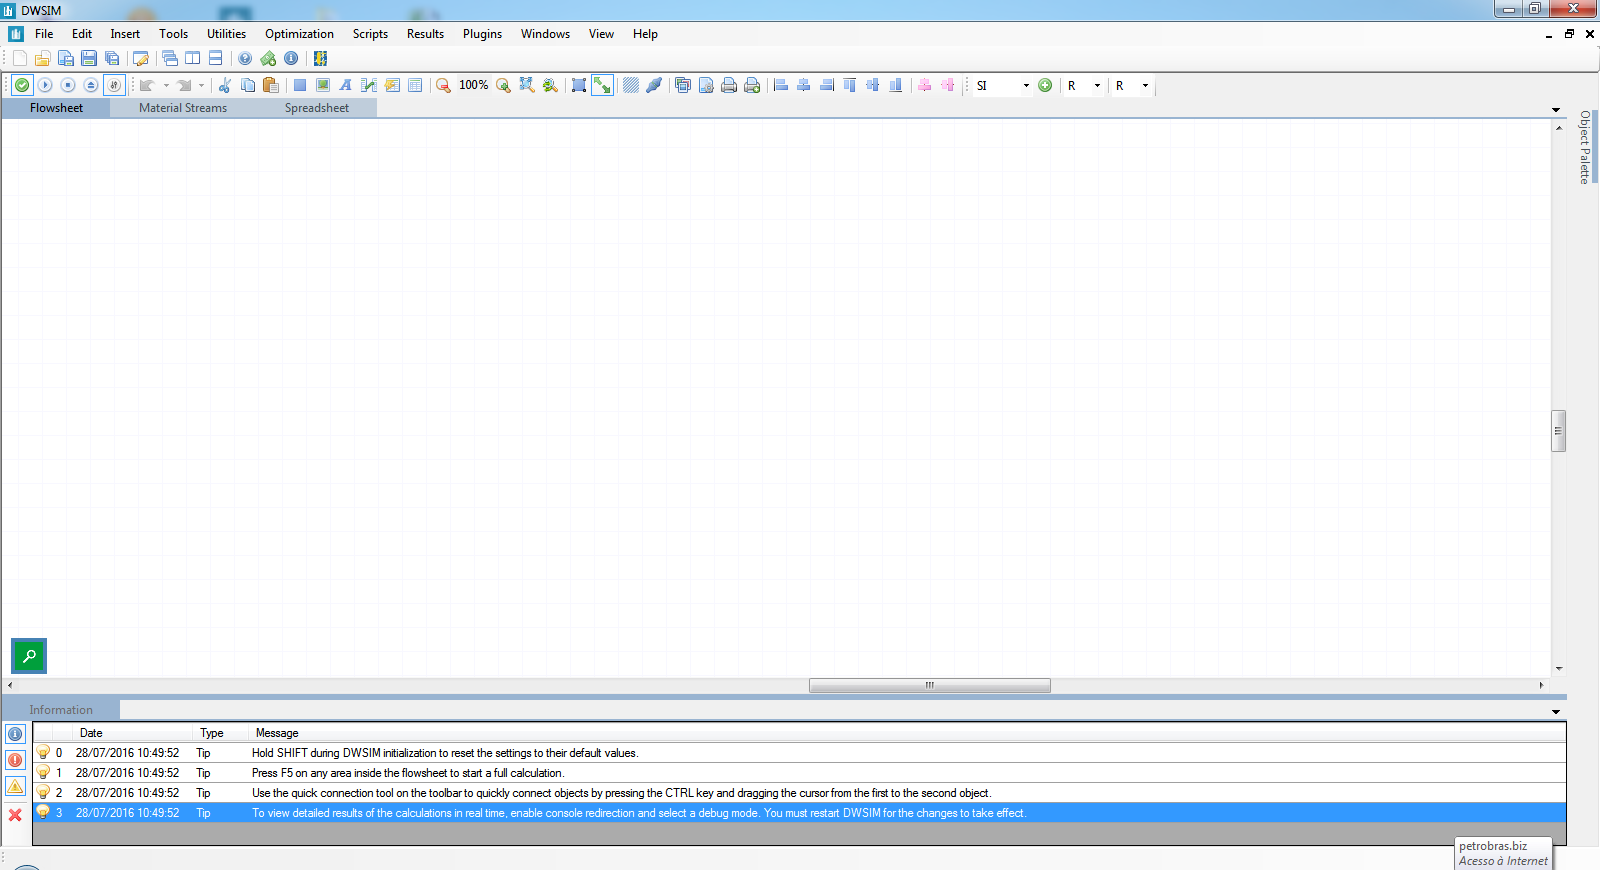 DWSIM
File Edit Insert Tools Utilities Optimization Scripts Results Plugins Windows View Help
100% SI R R
Flowsheet Material Streams Spreadsheet
Object Palette
Information
Date Type Message
0 28/07/2016 10:49:52 Tip Hold SHIFT during DWSIM initialization to reset the settings to their default values.
1 28/07/2016 10:49:52 Tip Press F5 on any area inside the flowsheet to start a full calculation.
2 28/07/2016 10:49:52 Tip Use the quick connection tool on the toolbar to quickly connect objects by pressing the CTRL key and dragging the cursor from the first to the second object.
3 28/07/2016 10:49:52 Tip To view detailed results of the calculations in real time, enable console redirection and select a debug mode. You must restart DWSIM for the changes to take effect.
petrobras.biz
Acesso à Internet